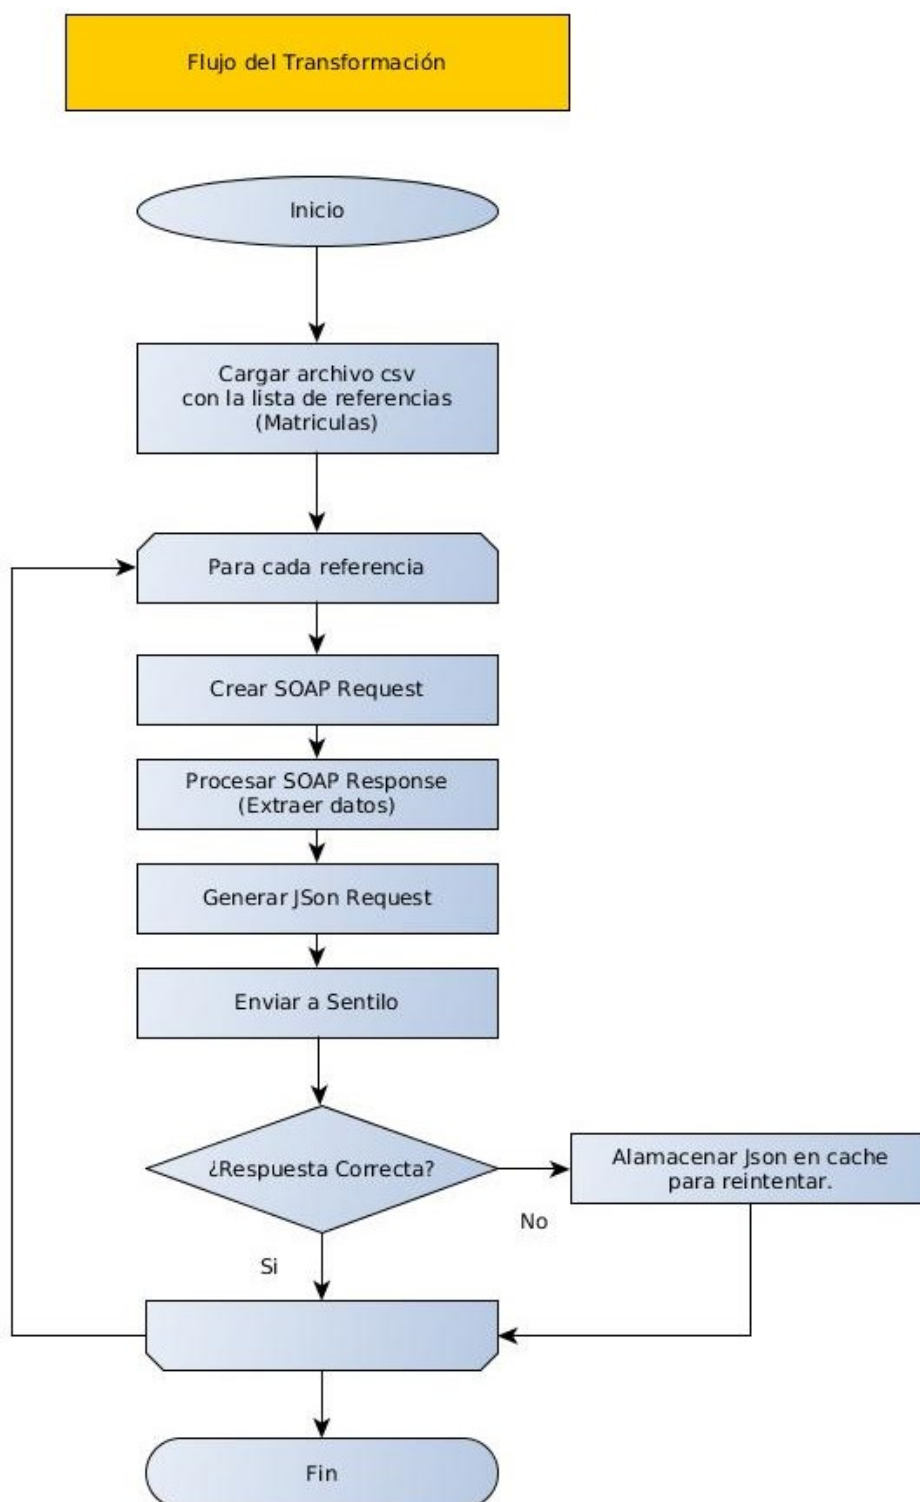 Flujo del Transformación
Inicio
Cargar archivo csv
con la lista de referencias
(Matriculas)
Para cada referencia
Crear SOAP Request
Procesar SOAP Response
(Extraer datos)
Generar JSon Request
Enviar a Sentilo
¿Respuesta Correcta?
Alamacenar Json en cache
para reintentar.
No
Si
Fin